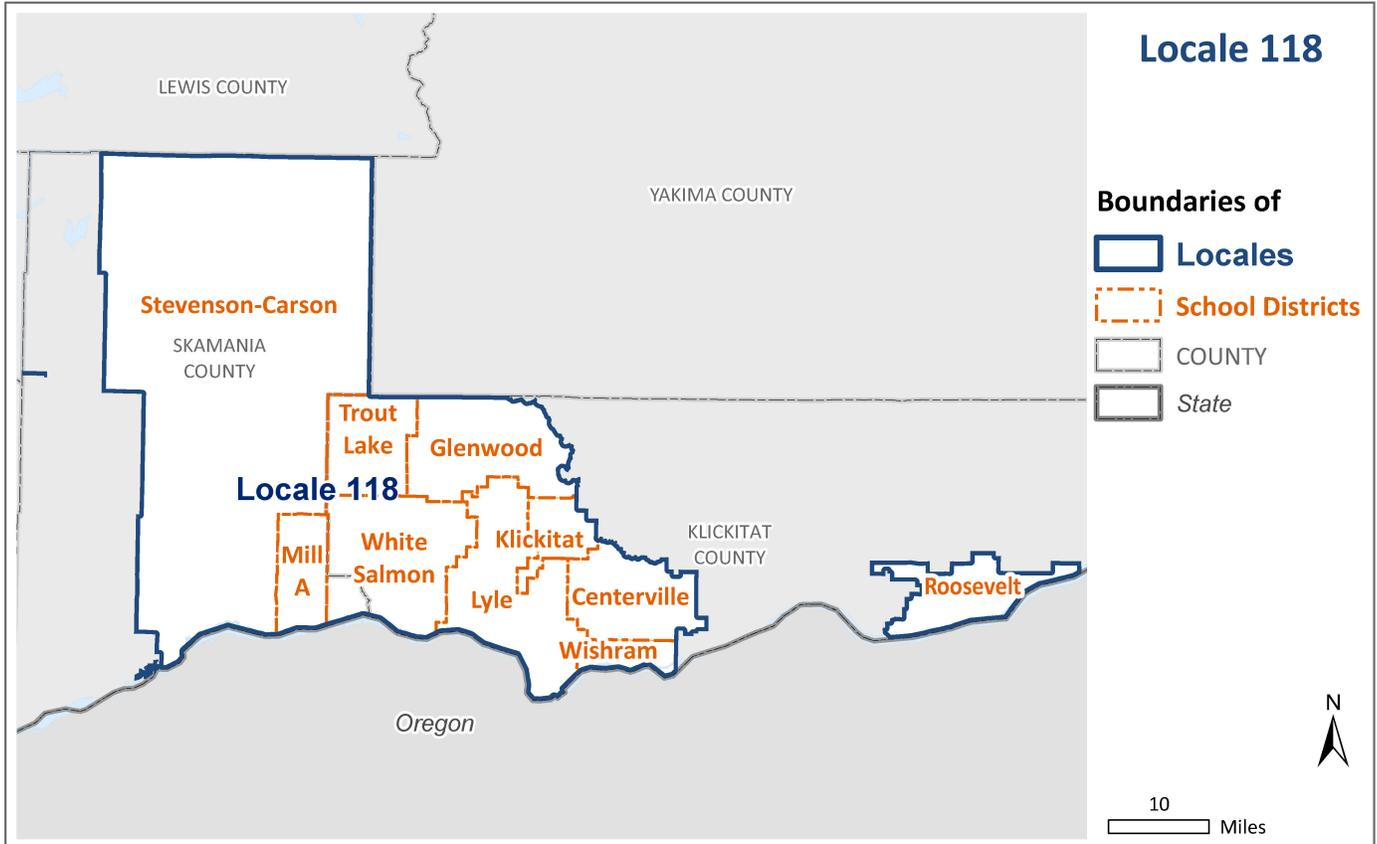 Locale 118
LEWIS COUNTY
YAKIMA COUNTY
Boundaries of
Locales
School Districts
COUNTY
State
Stevenson-Carson
SKAMANIA
COUNTY
Trout
Lake
Glenwood
Locale 118
Mill
A
White
Salmon
Klickitat
Lyle
Centerville
Wishram
KLICKITAT
COUNTY
Roosevelt
Oregon
N
10
Miles